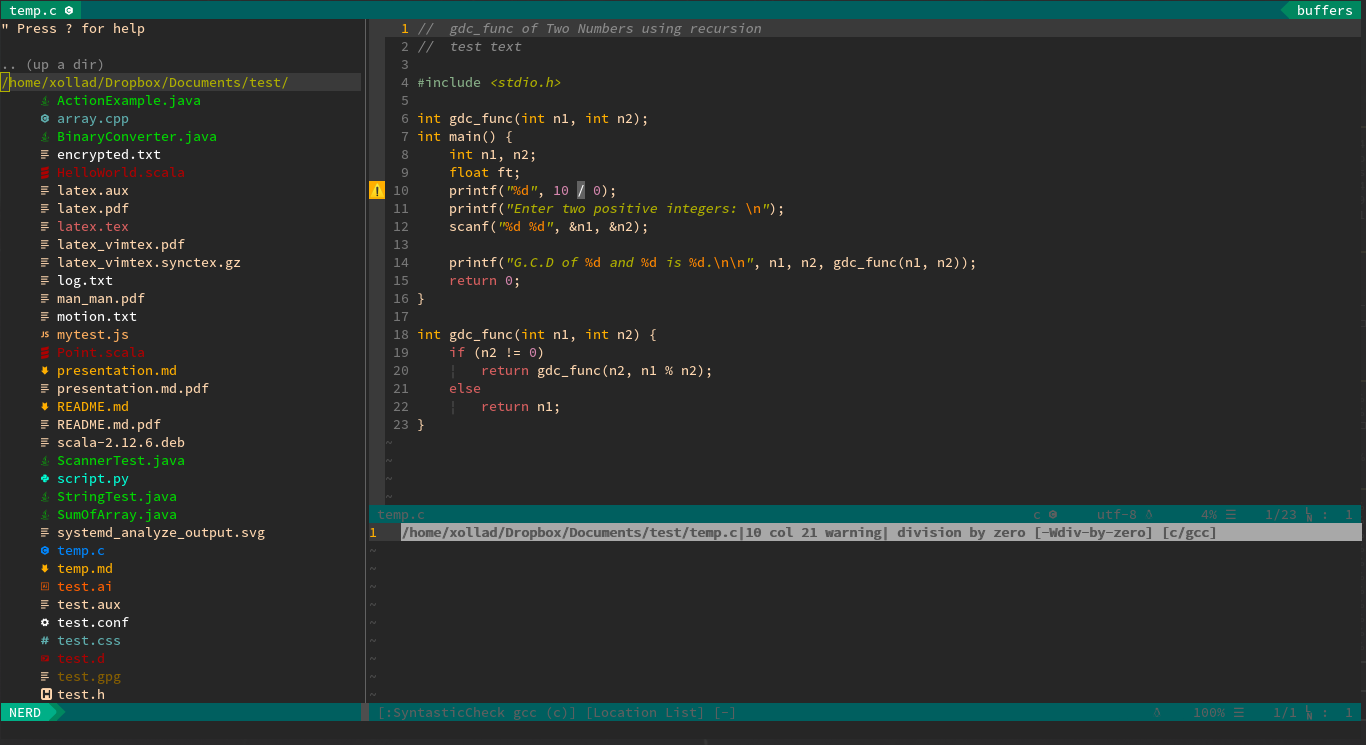 temp.c
buffers
" Press ? for help
.. (up a dir)
/home/xollad/Dropbox/Documents/test/
ActionExample.java
array.cpp
BinaryConverter.java
encrypted.txt
HelloWorld.scala
latex.aux
latex.pdf
latex.tex
latex_vimtex.pdf
latex_vimtex.synctex.gz
log.txt
man_man.pdf
motion.txt
JS mytest.js
Point.scala
presentation.md
presentation.md.pdf
README.md
README.md.pdf
scala-2.12.6.deb
ScannerTest.java
script.py
StringTest.java
SumOfArray.java
systemd_analyze_output.svg
temp.c
temp.md
test.ai
test.aux
test.conf
# test.css
test.d
test.gpg
H test.h
NERD
1 //  gdc_func of Two Numbers using recursion
2 //  test text
3
4 #include <stdio.h>
5
6 int gdc_func(int n1, int n2);
7 int main() {
8     int n1, n2;
9     float ft;
10     printf("%d", 10 / 0);
11     printf("Enter two positive integers: \n");
12     scanf("%d %d", &n1, &n2);
13
14     printf("G.C.D of %d and %d is %d.\n\n", n1, n2, gdc_func(n1, n2));
15     return 0;
16 }
17
18 int gdc_func(int n1, int n2) {
19     if (n2 != 0)
20     ¦   return gdc_func(n2, n1 % n2);
21     else
22     ¦   return n1;
23 }
~
~
~
~
temp.c c utf-8 4% ☰ 1/23 : 1
1 /home/xollad/Dropbox/Documents/test/temp.c|10 col 21 warning| division by zero [-Wdiv-by-zero] [c/gcc]
~
~
~
~
~
~
~
~
~
[:SyntasticCheck gcc (c)] [Location List] [-] 100% ☰ 1/1 : 1